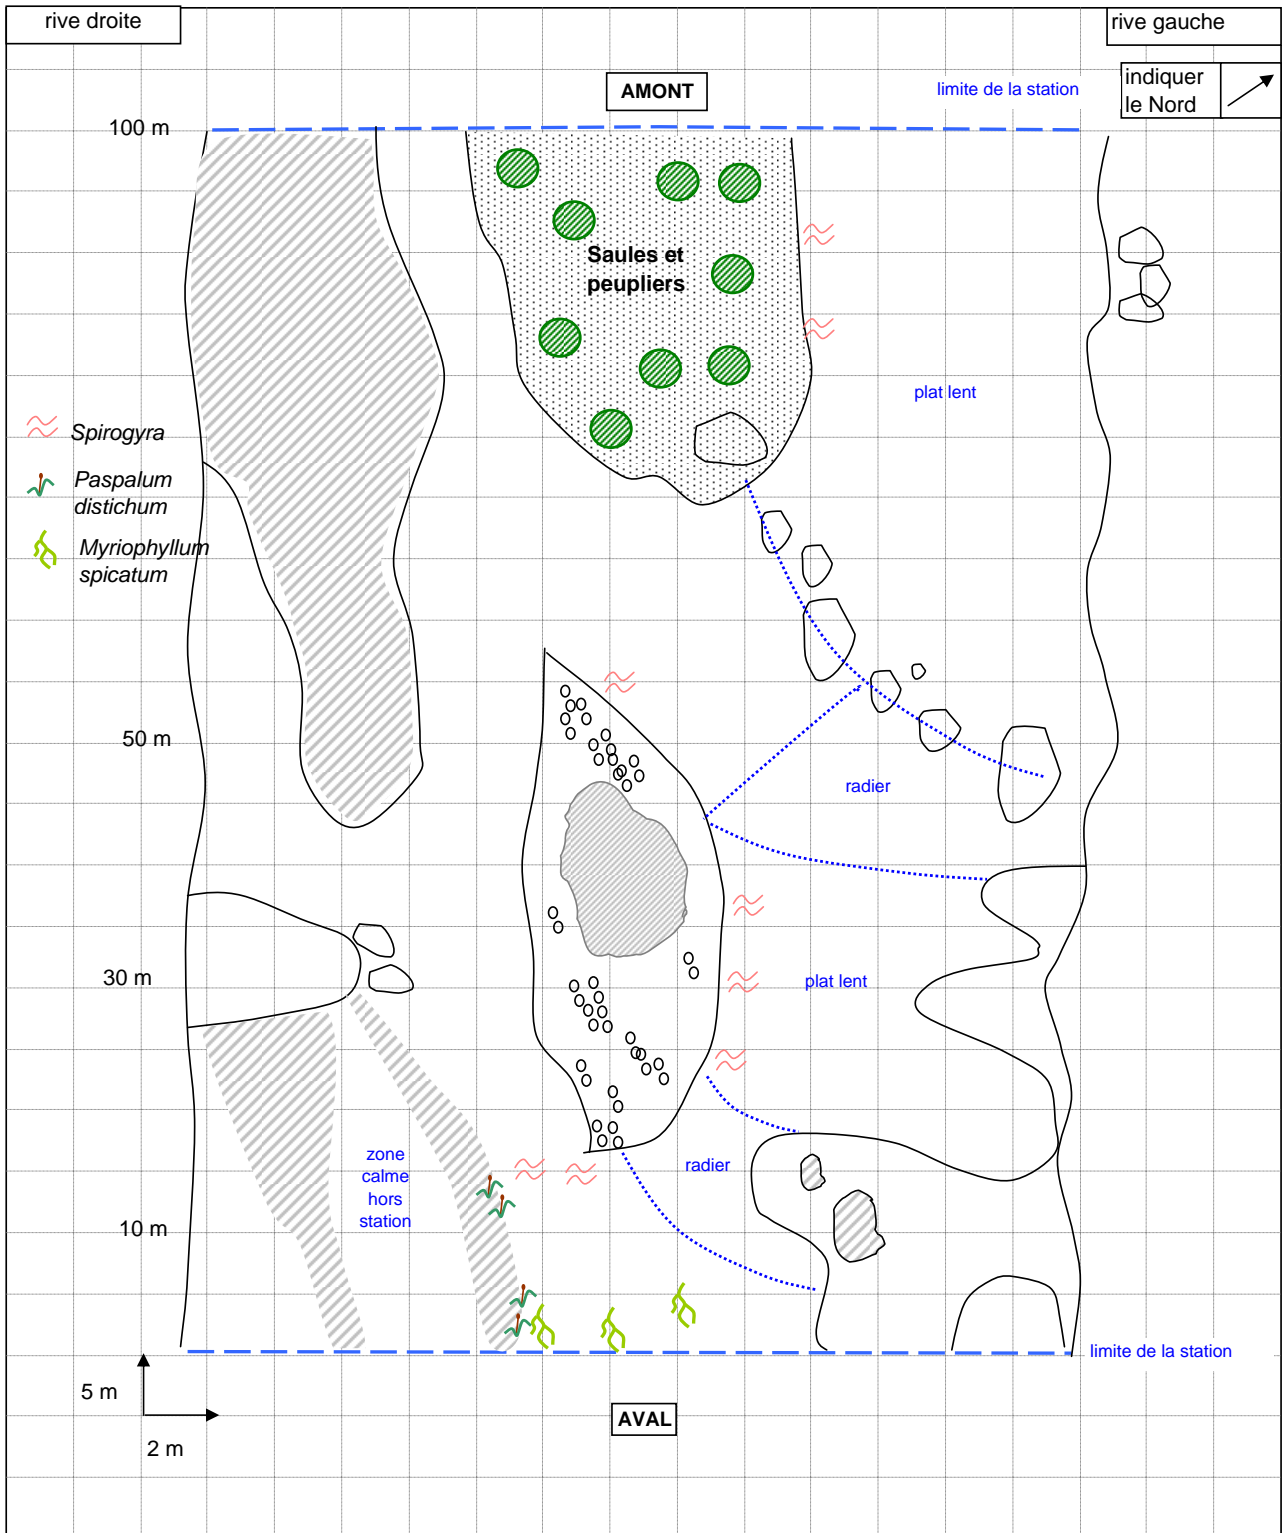 rive droite
rive gauche
AMONT
limite de la station
indiquer
le Nord
100 m
Saules et
peupliers
plat lent
Spirogyra
Paspalum
distichum
Myriophyllum
spicatum
50 m
radier
30 m
plat lent
zone
calme
hors
station
radier
10 m
limite de la station
5 m
2 m
AVAL